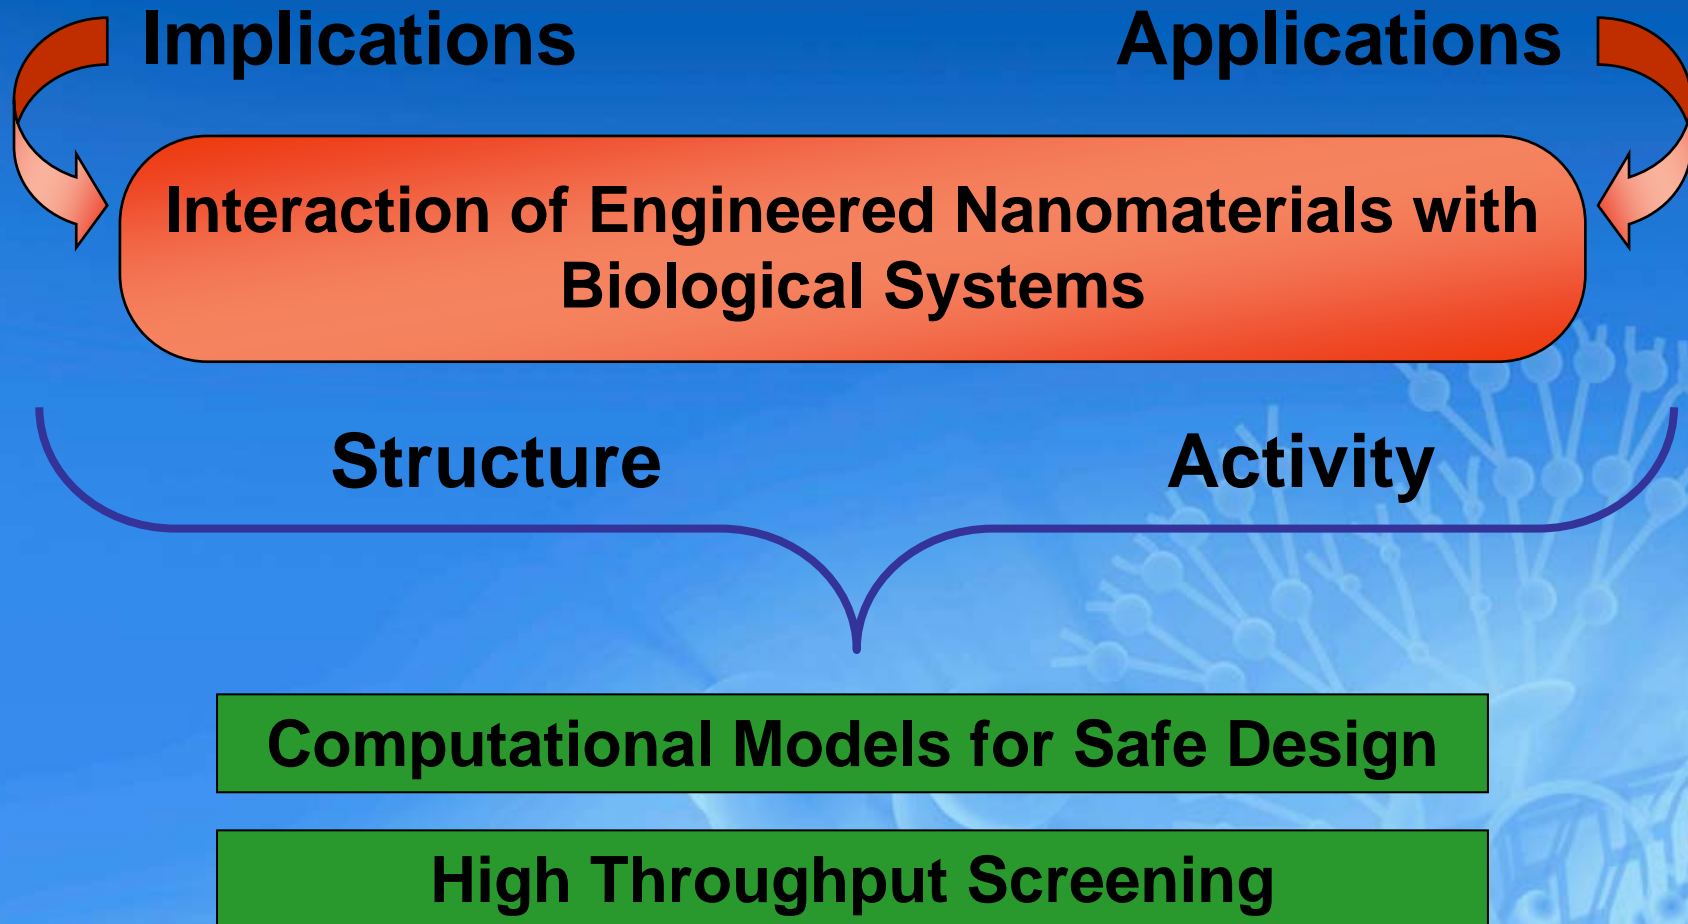 Implications
Applications
Interaction of Engineered Nanomaterials with
Biological Systems
Structure
Activity
Computational Models for Safe Design
High Throughput Screening